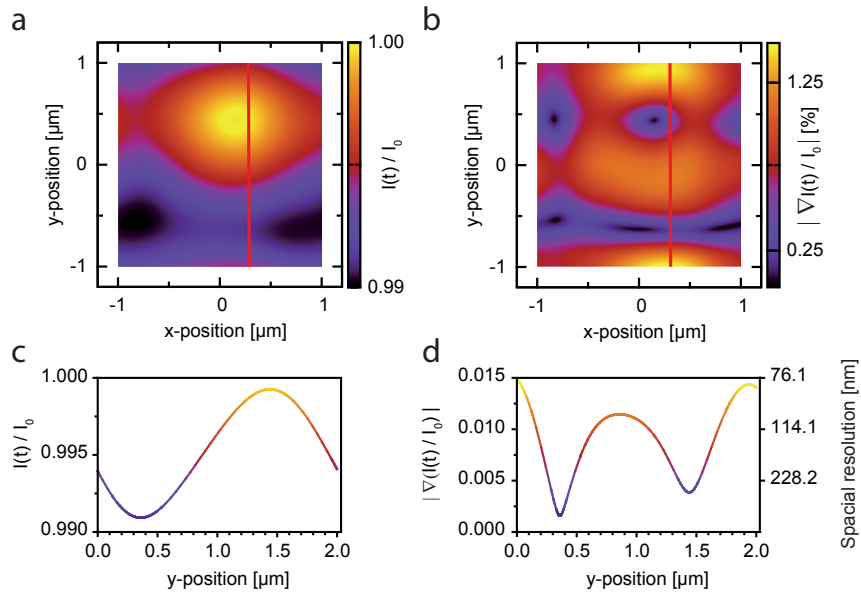 a
1
0
-1
y-position [µm]
-1
0
1
x-position [µm]
1.00
0.99
I(t) / I0
b
1
0
-1
y-position [µm]
-1
0
1
x-position [µm]
1.25
0.25
| ∇I(t) / I0 | [%]
c
1.000
0.995
0.990
I(t) / I0
0.0
0.5
1.0
1.5
2.0
y-position [µm]
d
0.015
0.010
0.005
0.000
| ∇(I(t) / I0) |
0.0
0.5
1.0
1.5
2.0
y-position [µm]
76.1
114.1
228.2
Spacial resolution [nm]